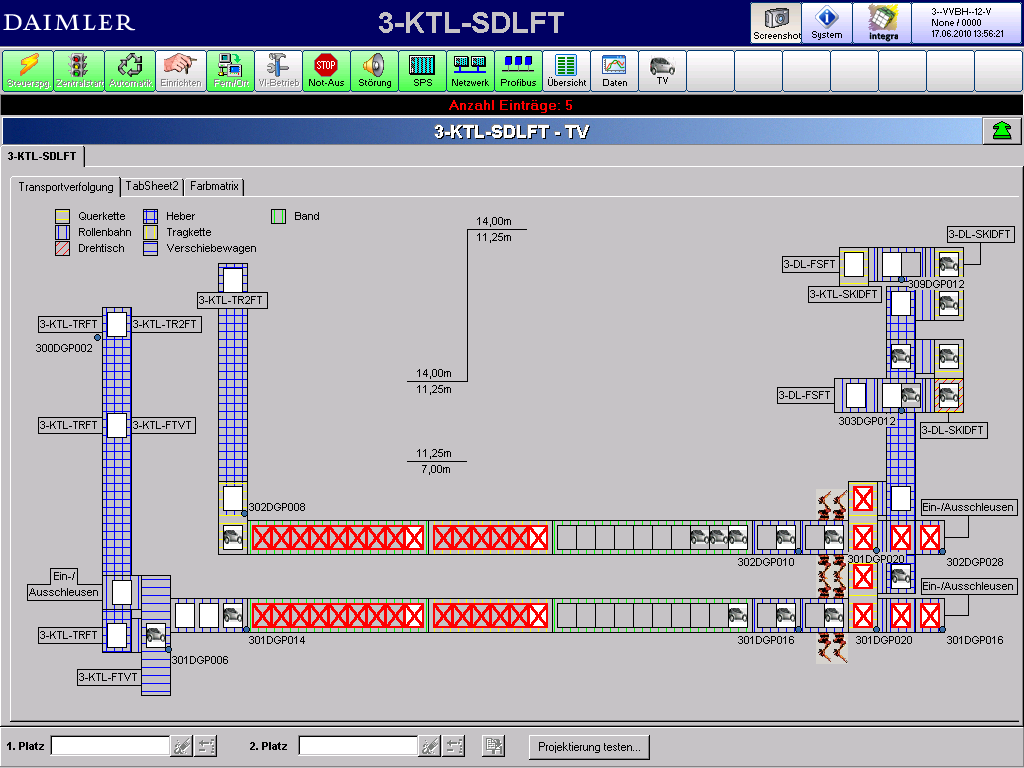 DAIMLER
3-KTL-SDLFT
Screenshot
System
Integra
3--VVBH--12-V
None / 0000
17.06.2010 13:56:21
Steuerspg
Zentralstart
Automatik
Einrichten
Fern/Ort
VI-Betrieb
Not-Aus
STOP
Störung
SPS
Netzwerk
Profibus
Übersicht
Daten
TV
Anzahl Einträge: 5
3-KTL-SDLFT - TV
3-KTL-SDLFT
Transportverfolgung
TabSheet2
Farbmatrix
Querkette
Heber
Band
Rollenbahn
Tragkette
Drehtisch
Verschiebewagen
14,00m
11,25m
3-DL-SKIDFT
3-DL-FSFT
309DGP012
3-KTL-SKIDFT
3-KTL-TR2FT
3-KTL-TRFT
3-KTL-TR2FT
300DGP002
14,00m
11,25m
3-DL-FSFT
303DGP012
3-DL-SKIDFT
3-KTL-TRFT
3-KTL-FTVT
11,25m
7,00m
302DGP008
Ein-/Ausschleusen
302DGP010
301DGP020
302DGP028
Ein-/
Ausschleusen
Ein-/Ausschleusen
3-KTL-TRFT
301DGP006
301DGP014
301DGP016
301DGP020
301DGP016
3-KTL-FTVT
1. Platz
2. Platz
Projektierung testen...